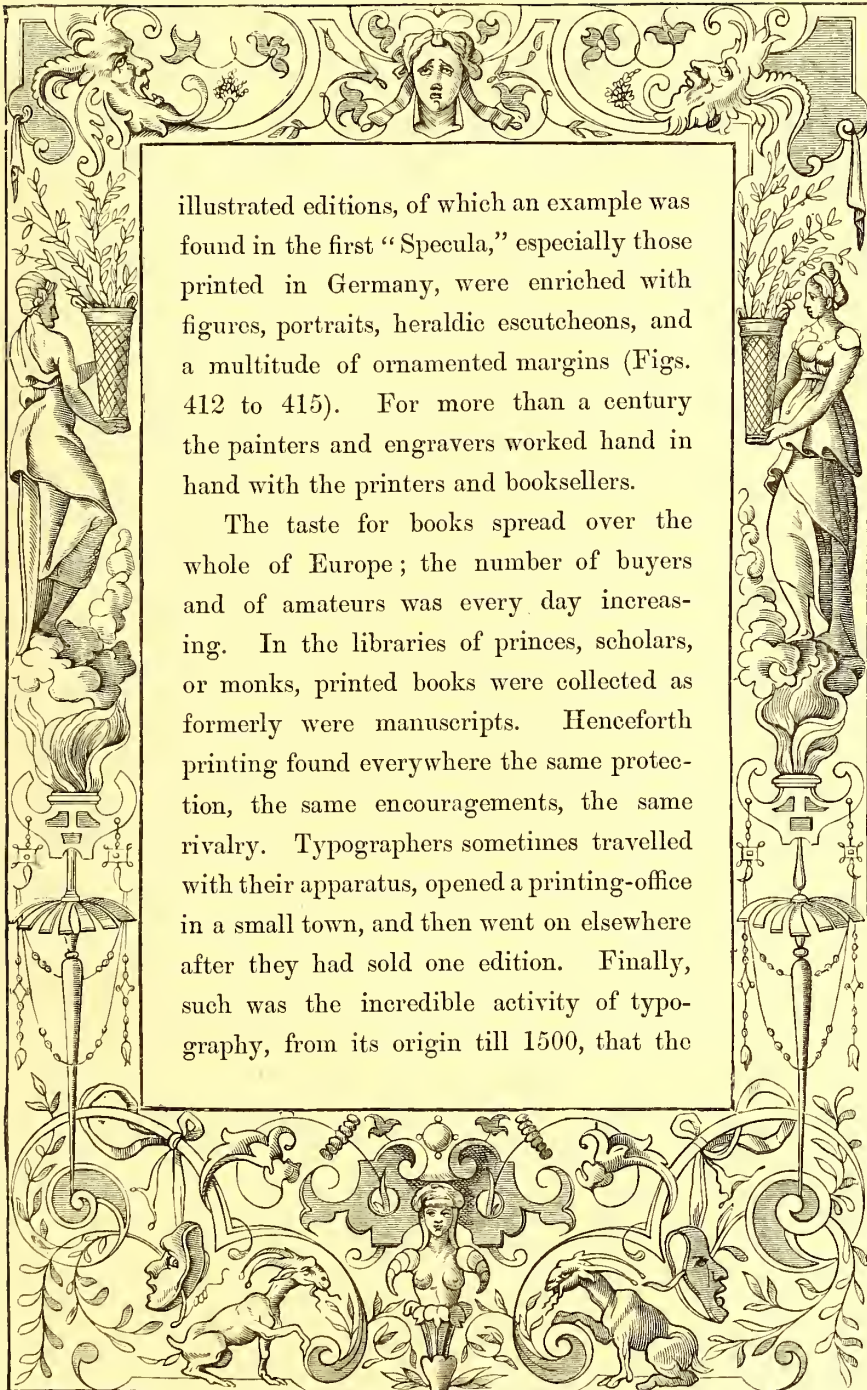 illustrated editions, of which an example was
found in the first “ Specula,” especially those
printed in Germany, were enriched with
figures, portraits, heraldic escutcheons, and
a multitude of ornamented margins (Figs.
412 to 415). For more than a century
the painters and engravers worked hand in
hand with the printers and booksellers.
The taste for books spread over the
whole of Europe ; the number of buyers
and of amateurs was every day increas-
ing. In the libraries of princes, scholars,
or monks, printed books were collected as
formerly were manuscripts. Henceforth
printing found everywhere the same protec-
tion, the same encouragements, the same
rivalry. Typographers sometimes travelled
with their apparatus, opened a printing-office
in a small town, and then went on elsewhere
after they had sold one edition. Finally,
such was the incredible activity of typo-
graphy, from its origin till 1500, that the